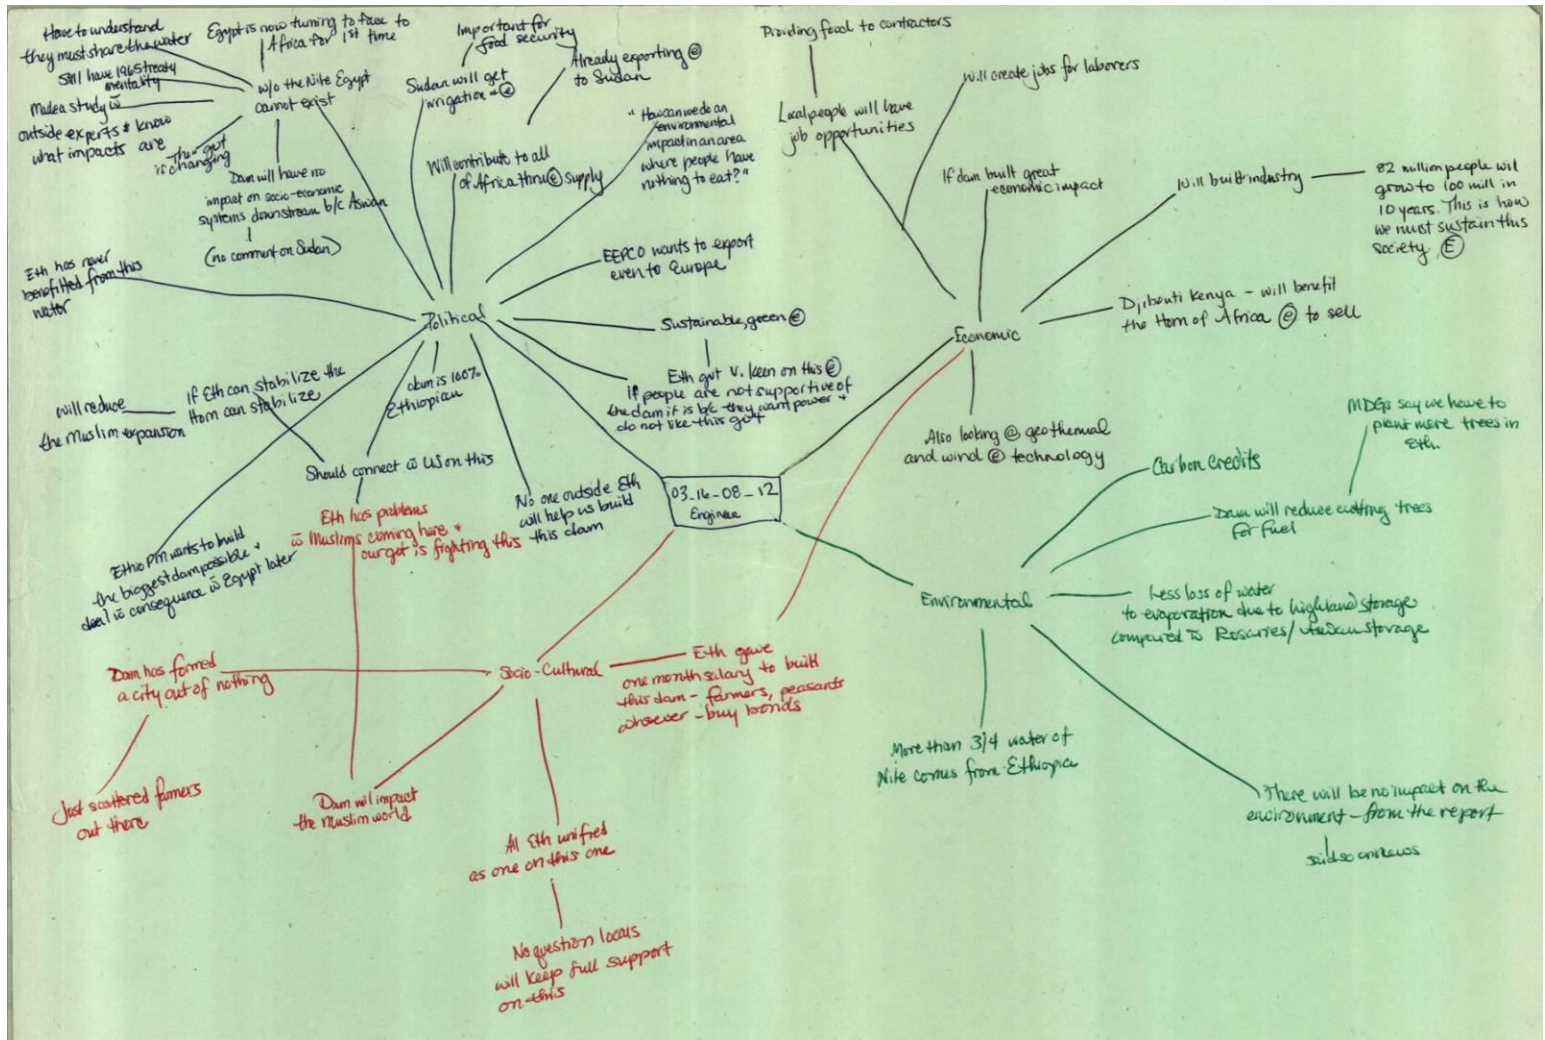 Have to understand
they must share the water
Still have 1965 treaty
mentality
Made a study w̄
outside experts & know
what impacts are
Their gvt
is changing
Egypt is now turning to face to
Africa for 1st time
w/o the Nile Egypt
cannot exist
Dam will have no
impact on socio-economic
systems downstream b/c Aswan
(no comment on Sudan)
Important for
food security
Sudan will get
irrigation & ⓔ
Already exporting ⓔ
to Sudan
Will contribute to all
of Africa thru ⓔ supply
"How can we do an
environmental
impact in an area
where people have
nothing to eat?"
EEPCO wants to export
even to Europe
Sustainable, green ⓔ
Eth gvt v. keen on this ⓔ
If people are not supportive of
the dam it is b/c they want power &
do not like this gvt
Political
Eth has never
benefitted from this
water
will reduce
the Muslim expansion
If Eth can stabilize the
Horn can stabilize
dam is 100%
Ethiopian
Should connect w̄ US on this
Eth has problems
w̄ Muslims coming here &
our gvt is fighting this
No one outside Eth
will help us build
this dam
Ethio PM wants to build
the biggest dam possible &
deal w̄ consequence w̄ Egypt later
03-16-08-12
Engineer
Providing food to contractors
Local people will have
job opportunities
Will create jobs for laborers
If dam built great
economic impact
Will built industry
82 million people will
grow to 100 mill in
10 years. This is how
we must sustain this
society. Ⓔ
Djibouti Kenya - will benefit
the Horn of Africa ⓔ to sell
Economic
Also looking @ geothermal
and wind ⓔ technology
MDGs say we have to
plant more trees in
Eth.
Carbon credits
Dam will reduce cutting trees
for fuel
Environmental
Less loss of water
to evaporation due to highland storage
compared to Rosaries/Aswan storage
More than 3/4 water of
Nile comes from Ethiopia
There will be no impact on the
environment - from the report
said so on news
Socio-Cultural
Dam has formed
a city out of nothing
Just scattered farmers
out there
Dam wil impact
the Muslim world
Eth gave
one month salary to built
this dam - farmers, peasants
whoever - buy bonds
All Eth unified
as one on this one
No question locals
will keep full support
on this